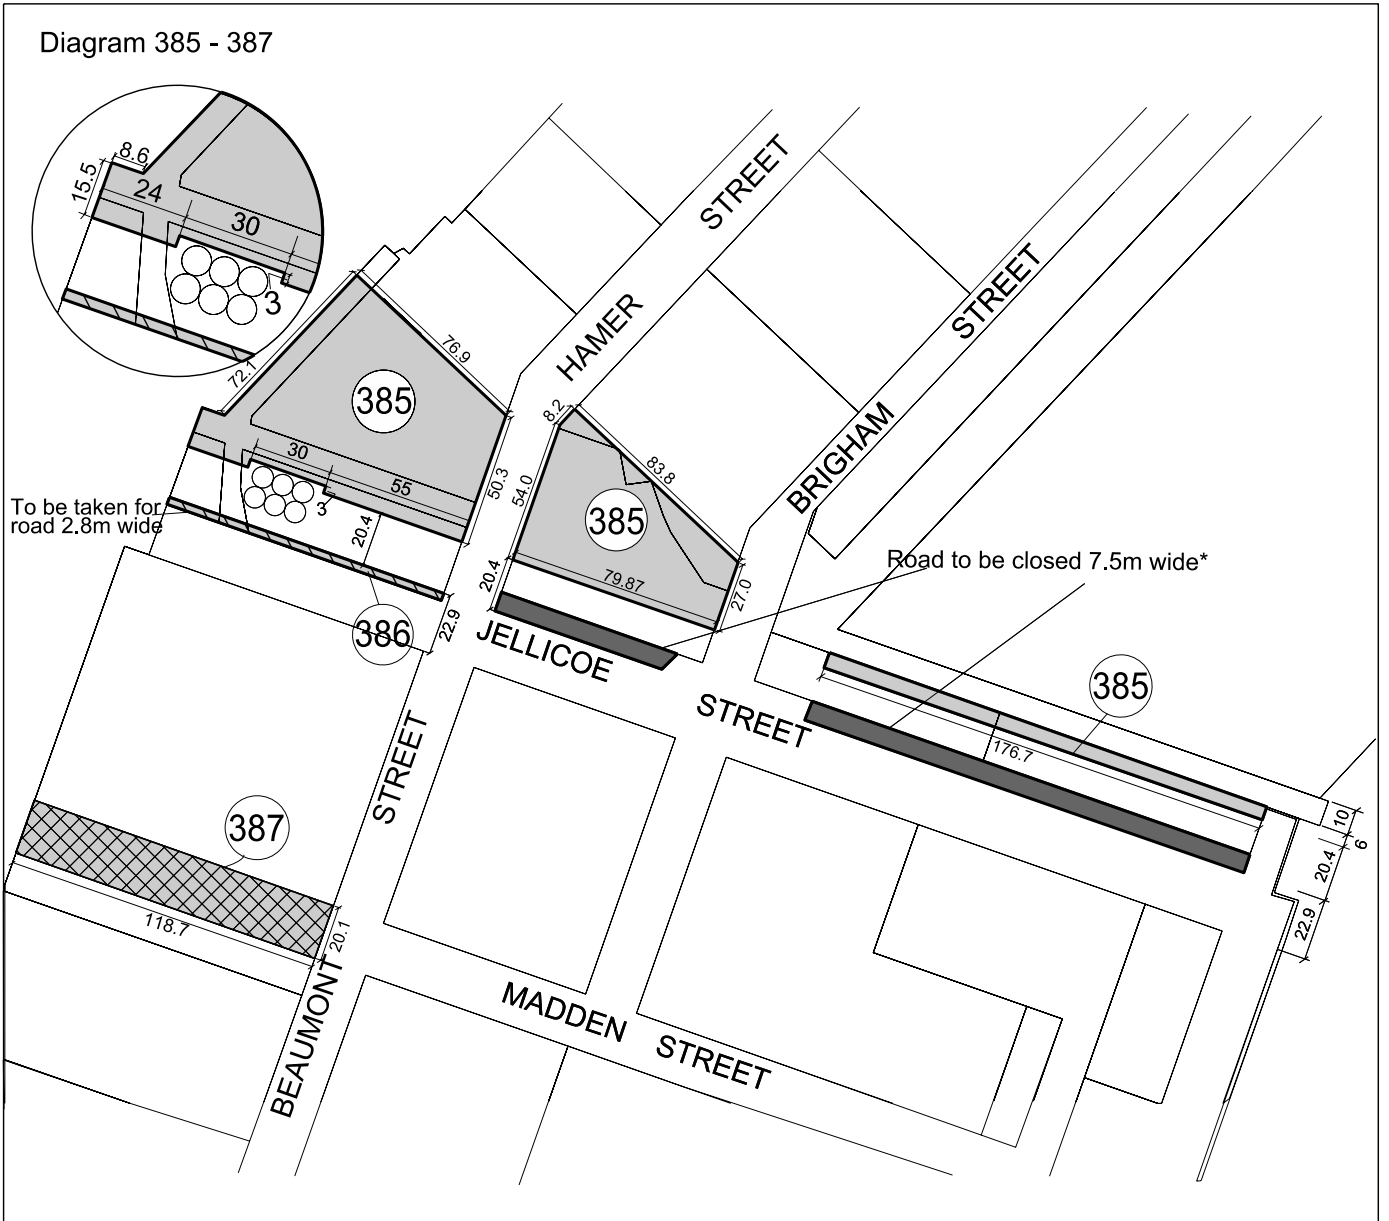 Diagram 385 - 387
8.6
15.5
24
30
3
STREET
HAMER
STREET
BRIGHAM
76.9
72.1
385
8.2
83.8
30
55
50.3
54.0
385
3
20.4
To be taken for
road 2.8m wide
79.87
20.4
27.0
Road to be closed 7.5m wide*
22.9
386
JELLICOE
STREET
385
176.7
10
6
20.4
22.9
STREET
387
118.7
20.1
BEAUMONT
MADDEN
STREET